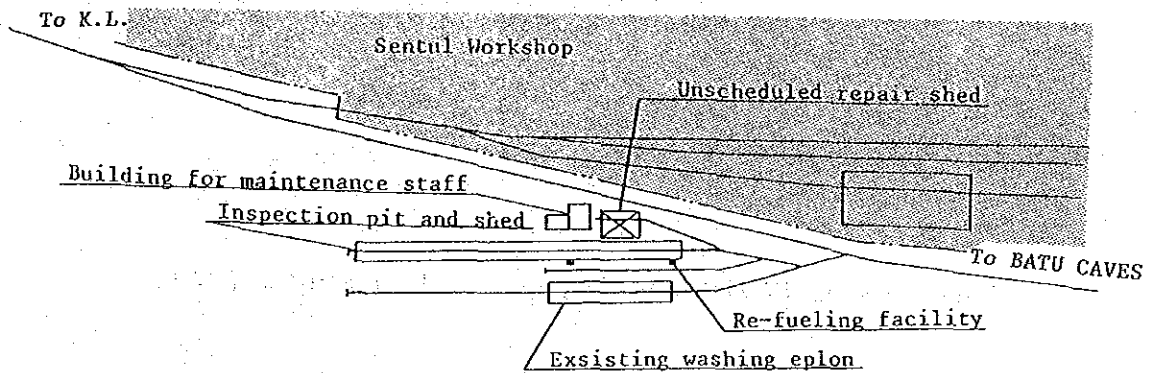 To K.L.
Sentul Workshop
Unscheduled repair shed
Building for maintenance staff
Inspection pit and shed
To BATU CAVES
Re-fueling facility
Exsisting washing eplon